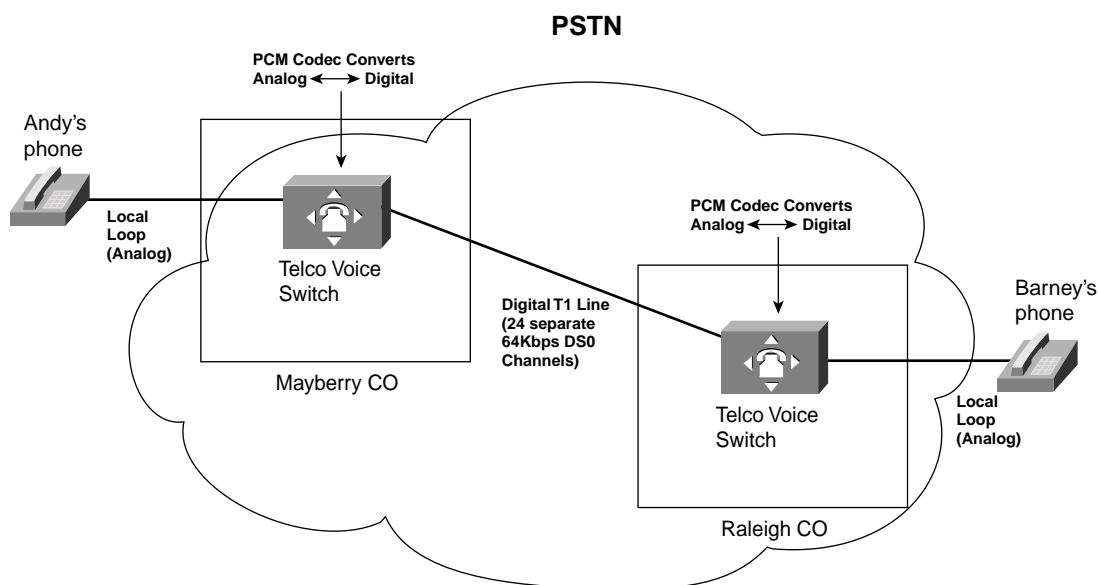 PSTN
PCM Codec Converts
Analog ↔ Digital
Andy's
phone
Local
Loop
(Analog)
Telco Voice
Switch
Mayberry CO
Digital T1 Line
(24 separate
64Kbps DS0
Channels)
PCM Codec Converts
Analog ↔ Digital
Telco Voice
Switch
Raleigh CO
Barney's
phone
Local
Loop
(Analog)